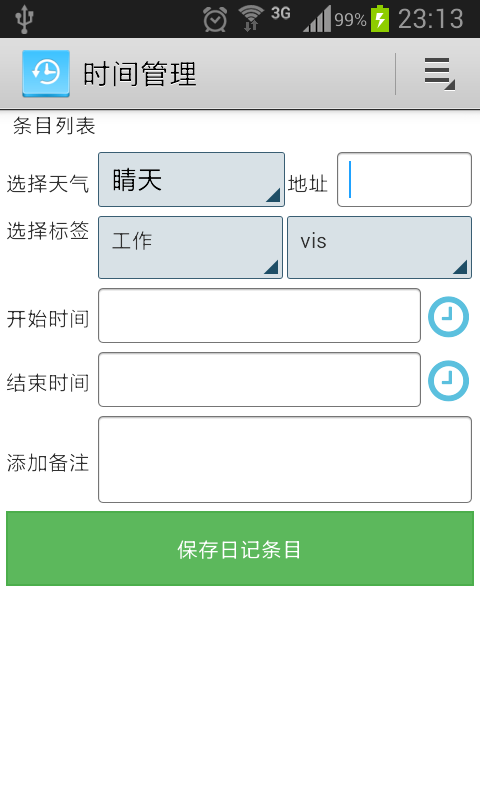 3G 99% 23:13
时间管理
条目列表
选择天气 睛天 地址
选择标签 工作 vis
开始时间
结束时间
添加备注
保存日记条目